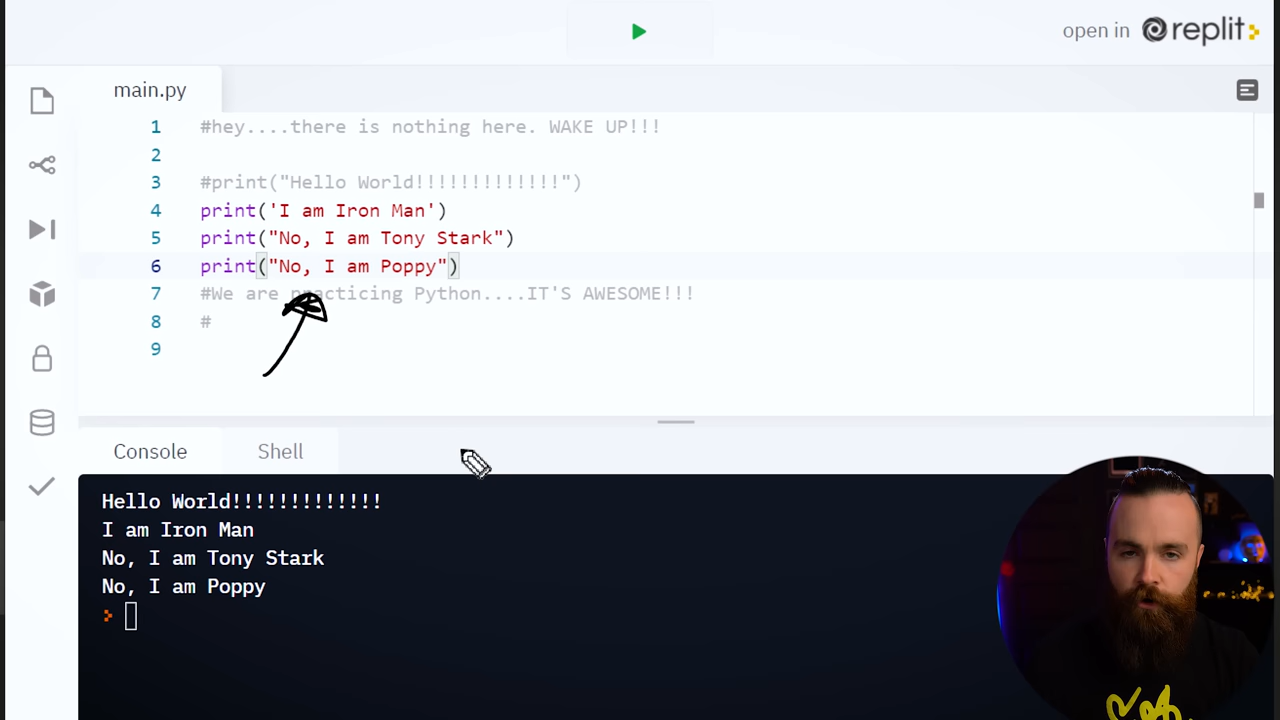 open in replit
main.py
1 #hey....there is nothing here. WAKE UP!!!
2
3 #print("Hello World!!!!!!!!!!!!!")
4 print('I am Iron Man')
5 print("No, I am Tony Stark")
6 print("No, I am Poppy")
7 #We are practicing Python....IT'S AWESOME!!!
8 #
9
Console Shell
Hello World!!!!!!!!!!!!!
I am Iron Man
No, I am Tony Stark
No, I am Poppy
>